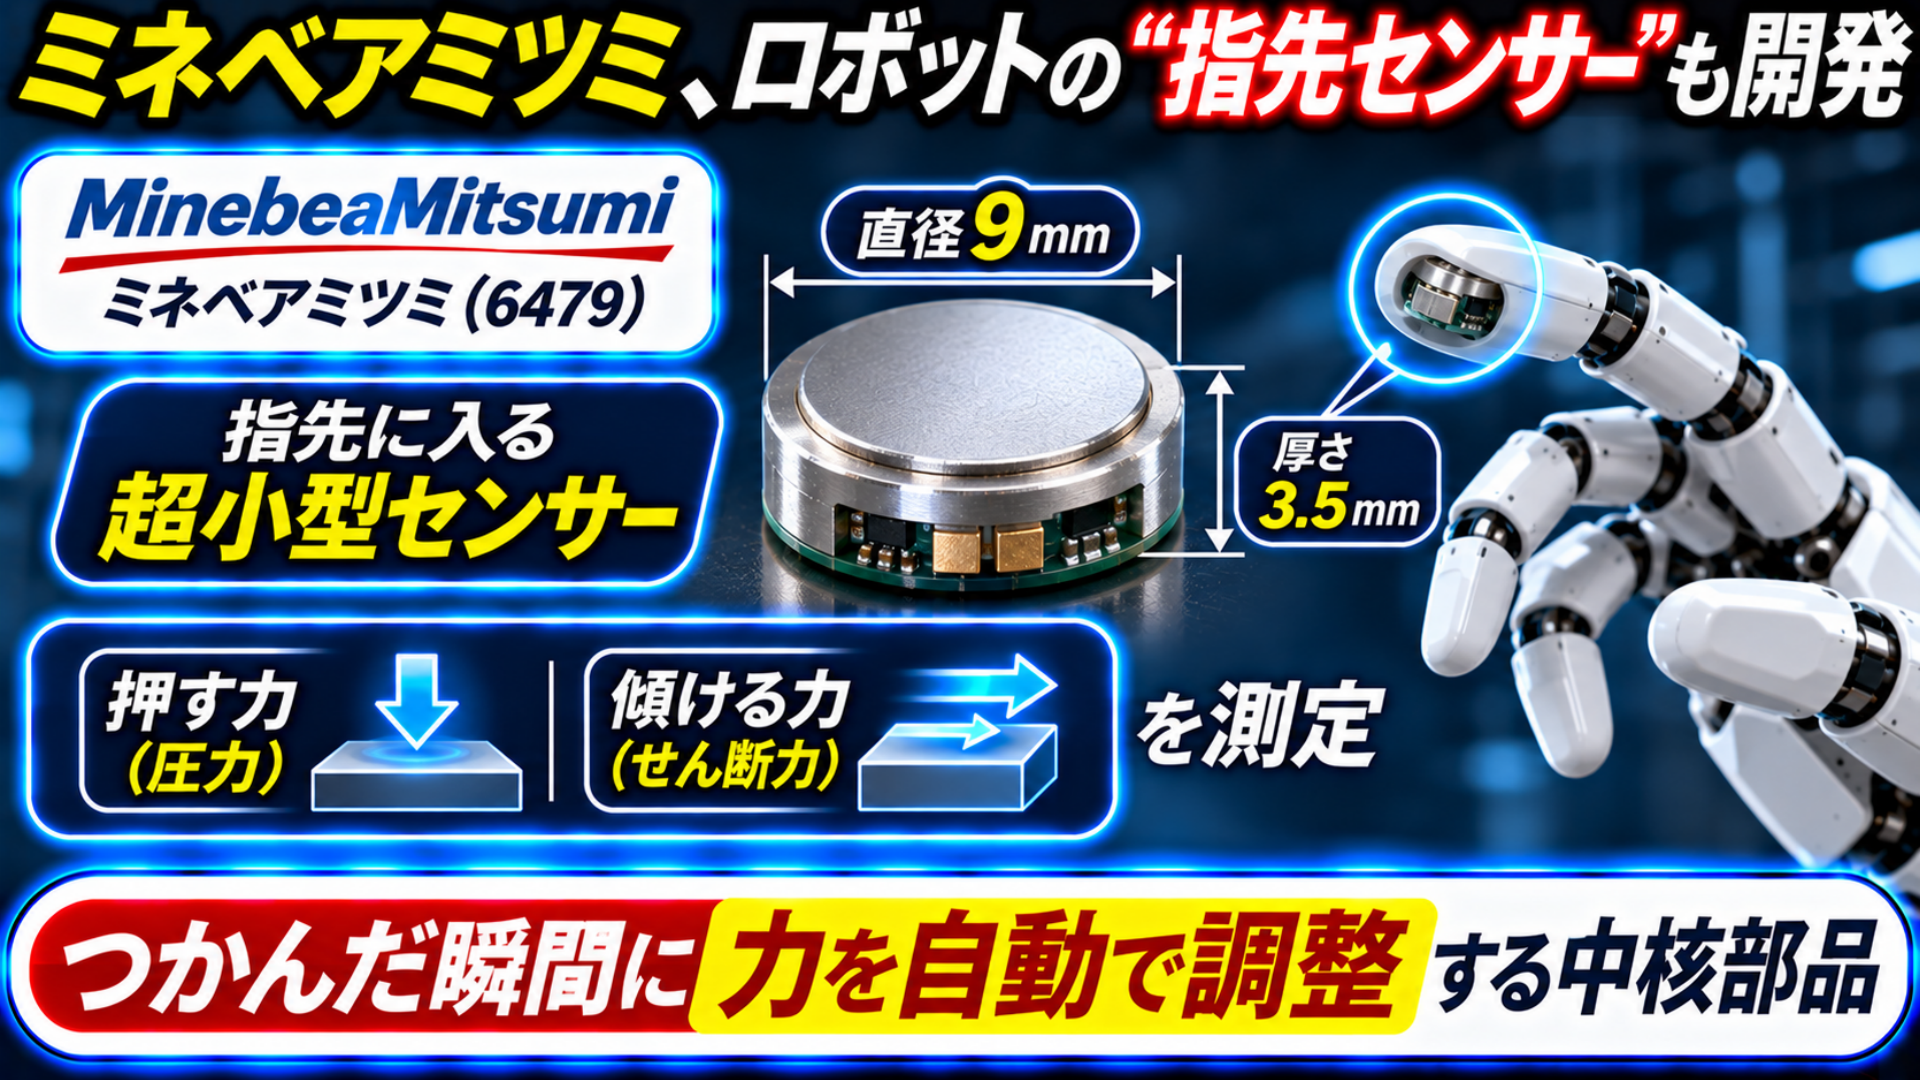 ミネベアミツミ、ロボットの“指先センサー”も開発
MinebeaMitsumi
ミネベアミツミ(6479)
直径9mm
厚さ
3.5mm
指先に入る
超小型センサー
押す力
(圧力)
傾ける力
(せん断力)
を測定
つかんだ瞬間に力を自動で調整する中核部品